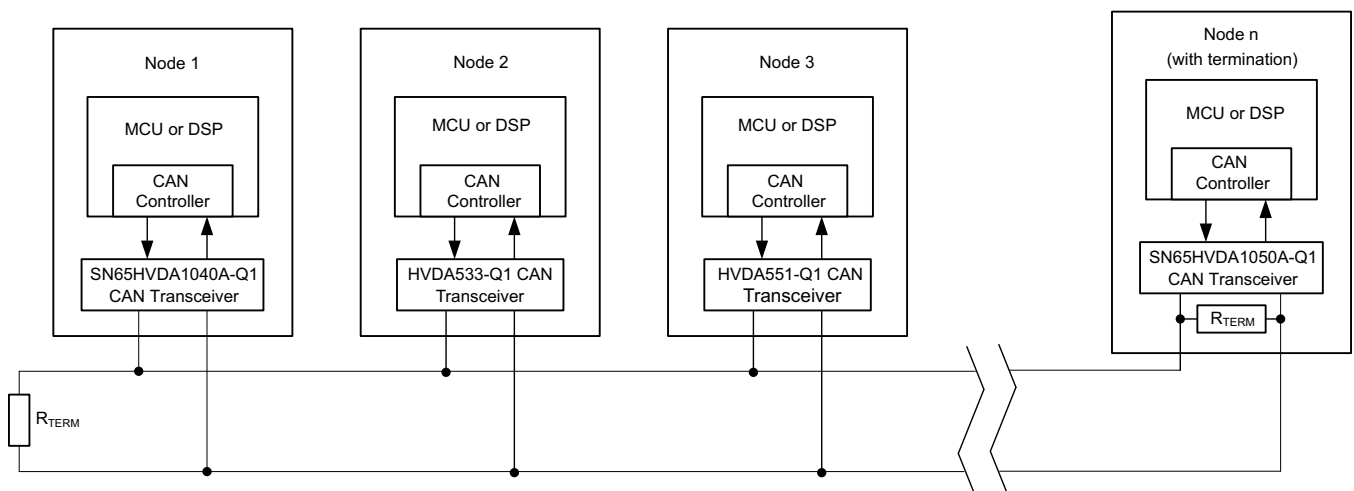 Node 1
MCU or DSP
CAN
Controller
SN65HVDA1040A-Q1
CAN Transceiver
Node 2
MCU or DSP
CAN
Controller
HVDA533-Q1 CAN
Transceiver
Node 3
MCU or DSP
CAN
Controller
HVDA551-Q1 CAN
Transceiver
Node n
(with termination)
MCU or DSP
CAN
Controller
SN65HVDA1050A-Q1
CAN Transceiver
RTERM
RTERM